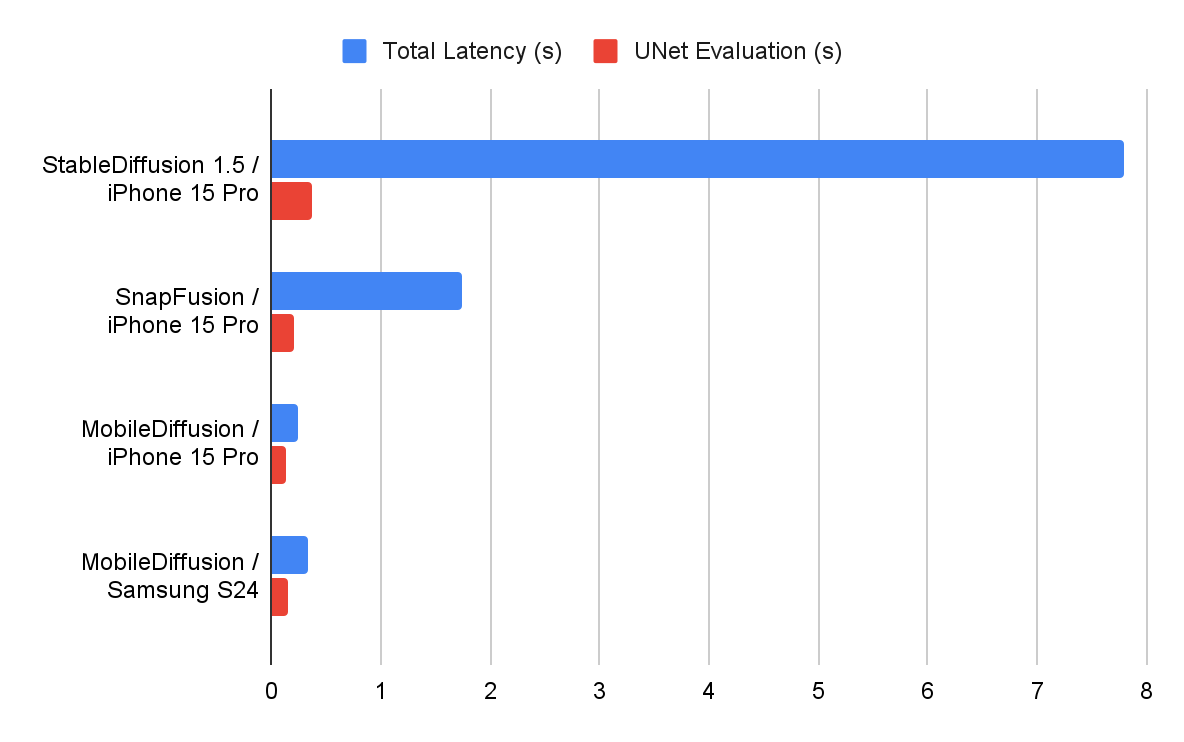 Total Latency (s)
UNet Evaluation (s)
StableDiffusion 1.5 /
iPhone 15 Pro
SnapFusion /
iPhone 15 Pro
MobileDiffusion /
iPhone 15 Pro
MobileDiffusion /
Samsung S24
0 1 2 3 4 5 6 7 8